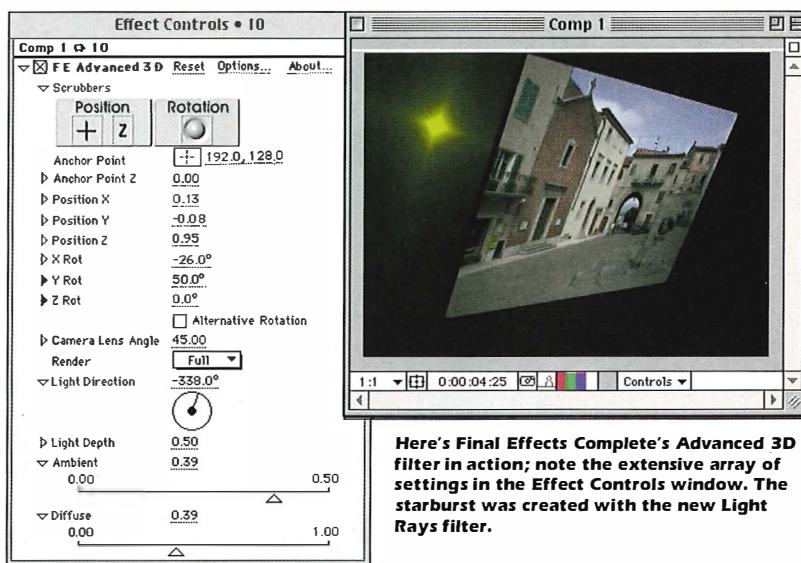 Effect Controls • 10
Comp 1 10
FE Advanced 3D Reset Options... About...
Scrubbers
Position Rotation
Z
Anchor Point 192.0, 128.0
Anchor Point Z 0.00
Position X 0.13
Position Y -0.08
Position Z 0.95
X Rot -26.0°
Y Rot 50.0°
Z Rot 0.0°
Alternative Rotation
Camera Lens Angle 45.00
Render Full
Light Direction -338.0°
Light Depth 0.50
Ambient 0.39
0.00 0.50
Diffuse 0.39
0.00 1.00
Comp 1
1:1 0:00:04:25 Controls
Here's Final Effects Complete's Advanced 3D
filter in action; note the extensive array of
settings in the Effect Controls window. The
starburst was created with the new Light
Rays filter.